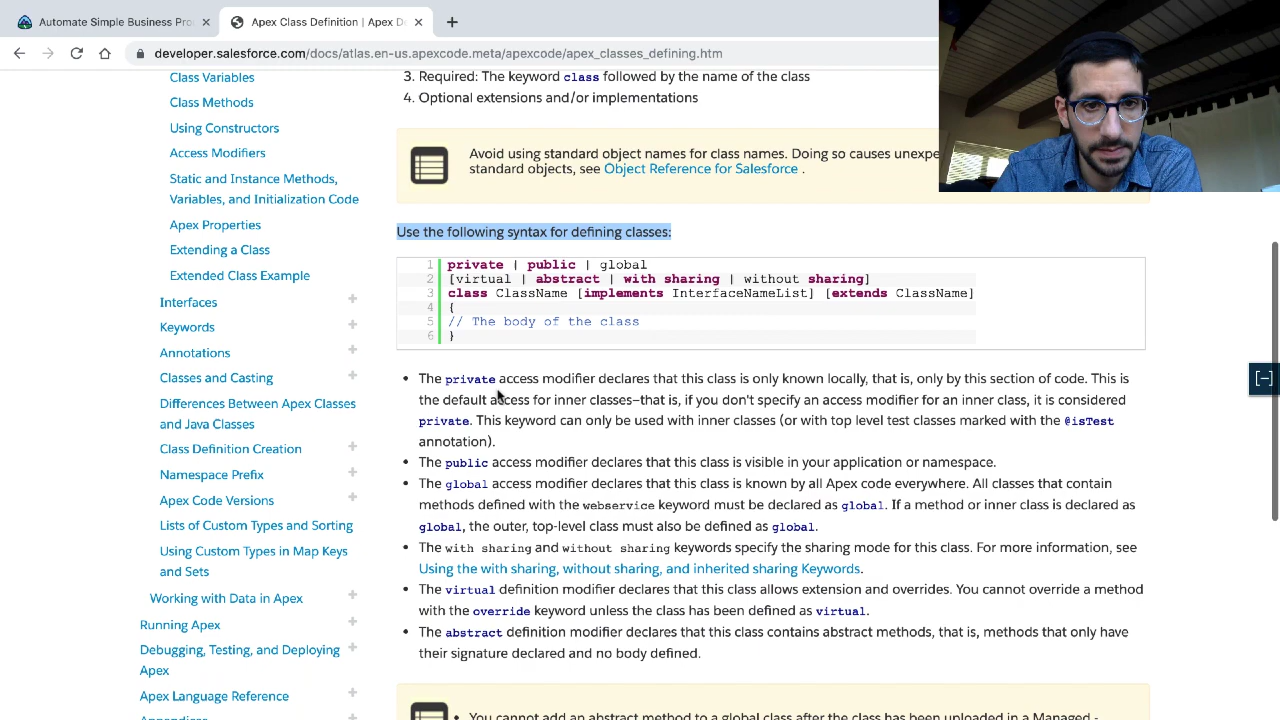 Automate Simple Business Pro
Apex Class Definition | Apex D
developer.salesforce.com/docs/atlas.en-us.apexcode.meta/apexcode/apex_classes_defining.htm
Class Variables
Class Methods
Using Constructors
Access Modifiers
Static and Instance Methods,
Variables, and Initialization Code
Apex Properties
Extending a Class
Extended Class Example
Interfaces
Keywords
Annotations
Classes and Casting
Differences Between Apex Classes
and Java Classes
Class Definition Creation
Namespace Prefix
Apex Code Versions
Lists of Custom Types and Sorting
Using Custom Types in Map Keys
and Sets
Working with Data in Apex
Running Apex
Debugging, Testing, and Deploying
Apex
Apex Language Reference
3. Required: The keyword class followed by the name of the class
4. Optional extensions and/or implementations
Avoid using standard object names for class names. Doing so causes unexpe
standard objects, see Object Reference for Salesforce .
Use the following syntax for defining classes:
1 private | public | global
2 [virtual | abstract | with sharing | without sharing]
3 class ClassName [implements InterfaceNameList] [extends ClassName]
4 {
5 // The body of the class
6 }
• The private access modifier declares that this class is only known locally, that is, only by this section of code. This is
the default access for inner classes—that is, if you don't specify an access modifier for an inner class, it is considered
private. This keyword can only be used with inner classes (or with top level test classes marked with the @isTest
annotation).
• The public access modifier declares that this class is visible in your application or namespace.
• The global access modifier declares that this class is known by all Apex code everywhere. All classes that contain
methods defined with the webservice keyword must be declared as global. If a method or inner class is declared as
global, the outer, top-level class must also be defined as global.
• The with sharing and without sharing keywords specify the sharing mode for this class. For more information, see
Using the with sharing, without sharing, and inherited sharing Keywords.
• The virtual definition modifier declares that this class allows extension and overrides. You cannot override a method
with the override keyword unless the class has been defined as virtual.
• The abstract definition modifier declares that this class contains abstract methods, that is, methods that only have
their signature declared and no body defined.
• You cannot add an abstract method to a global class after the class has been uploaded in a Managed -